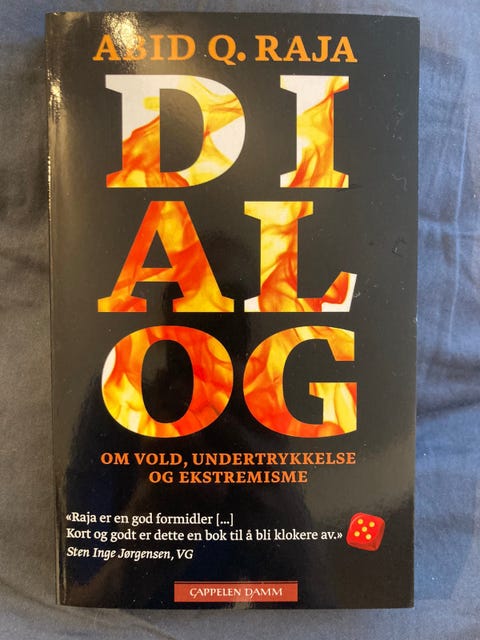 ABID Q. RAJA
DI
AL
OG
OM VOLD, UNDERTRYKKELSE
OG EKSTREMISME
«Raja er en god formidler [...]
Kort og godt er dette en bok til å bli klokere av.»
Sten Inge Jørgensen, VG
CAPPELEN DAMM